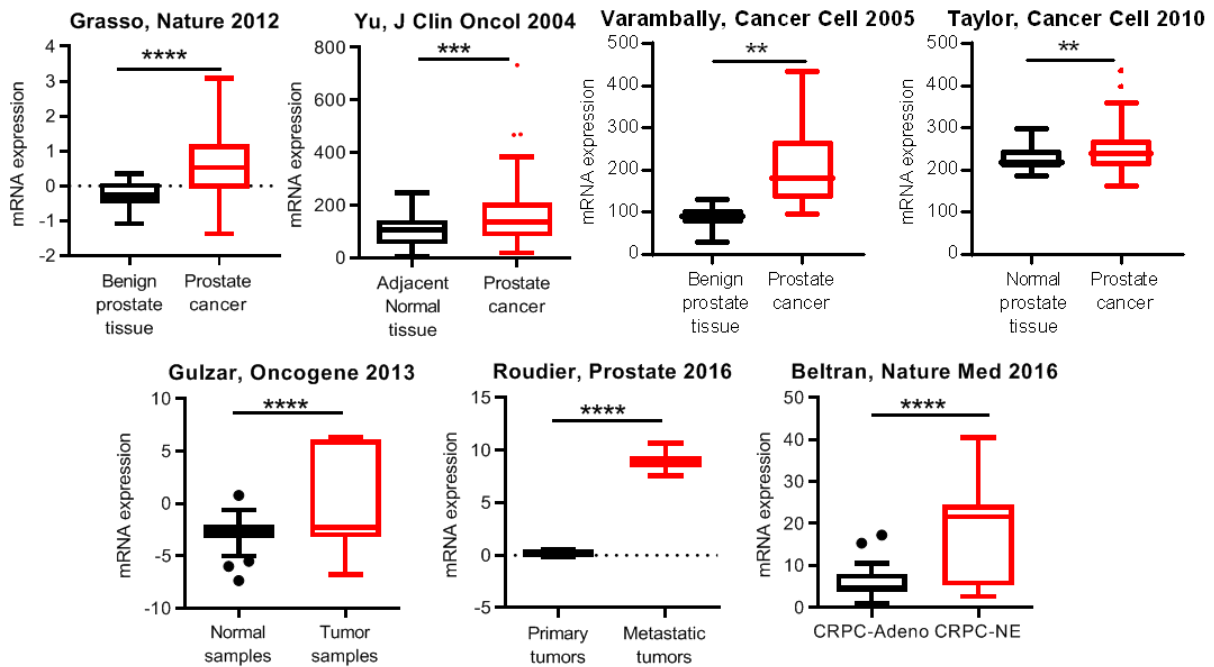 Grasso, Nature 2012
mRNA expression
4
3
2
1
0
-1
-2
****
Benign
prostate
tissue
Prostate
cancer
Yu, J Clin Oncol 2004
mRNA expression
800
600
400
200
0
***
Adjacent
Normal
tissue
Prostate
cancer
Varambally, Cancer Cell 2005
mRNA expression
500
400
300
200
100
0
**
Benign
prostate
tissue
Prostate
cancer
Taylor, Cancer Cell 2010
mRNA expression
500
400
300
200
100
0
**
Normal
prostate
tissue
Prostate
cancer
Gulzar, Oncogene 2013
mRNA expression
10
5
0
-5
-10
****
Normal
samples
Tumor
samples
Roudier, Prostate 2016
mRNA expression
15
10
5
0
-5
****
Primary
tumors
Metastatic
tumors
Beltran, Nature Med 2016
mRNA expression
50
40
30
20
10
0
****
CRPC-Adeno CRPC-NE